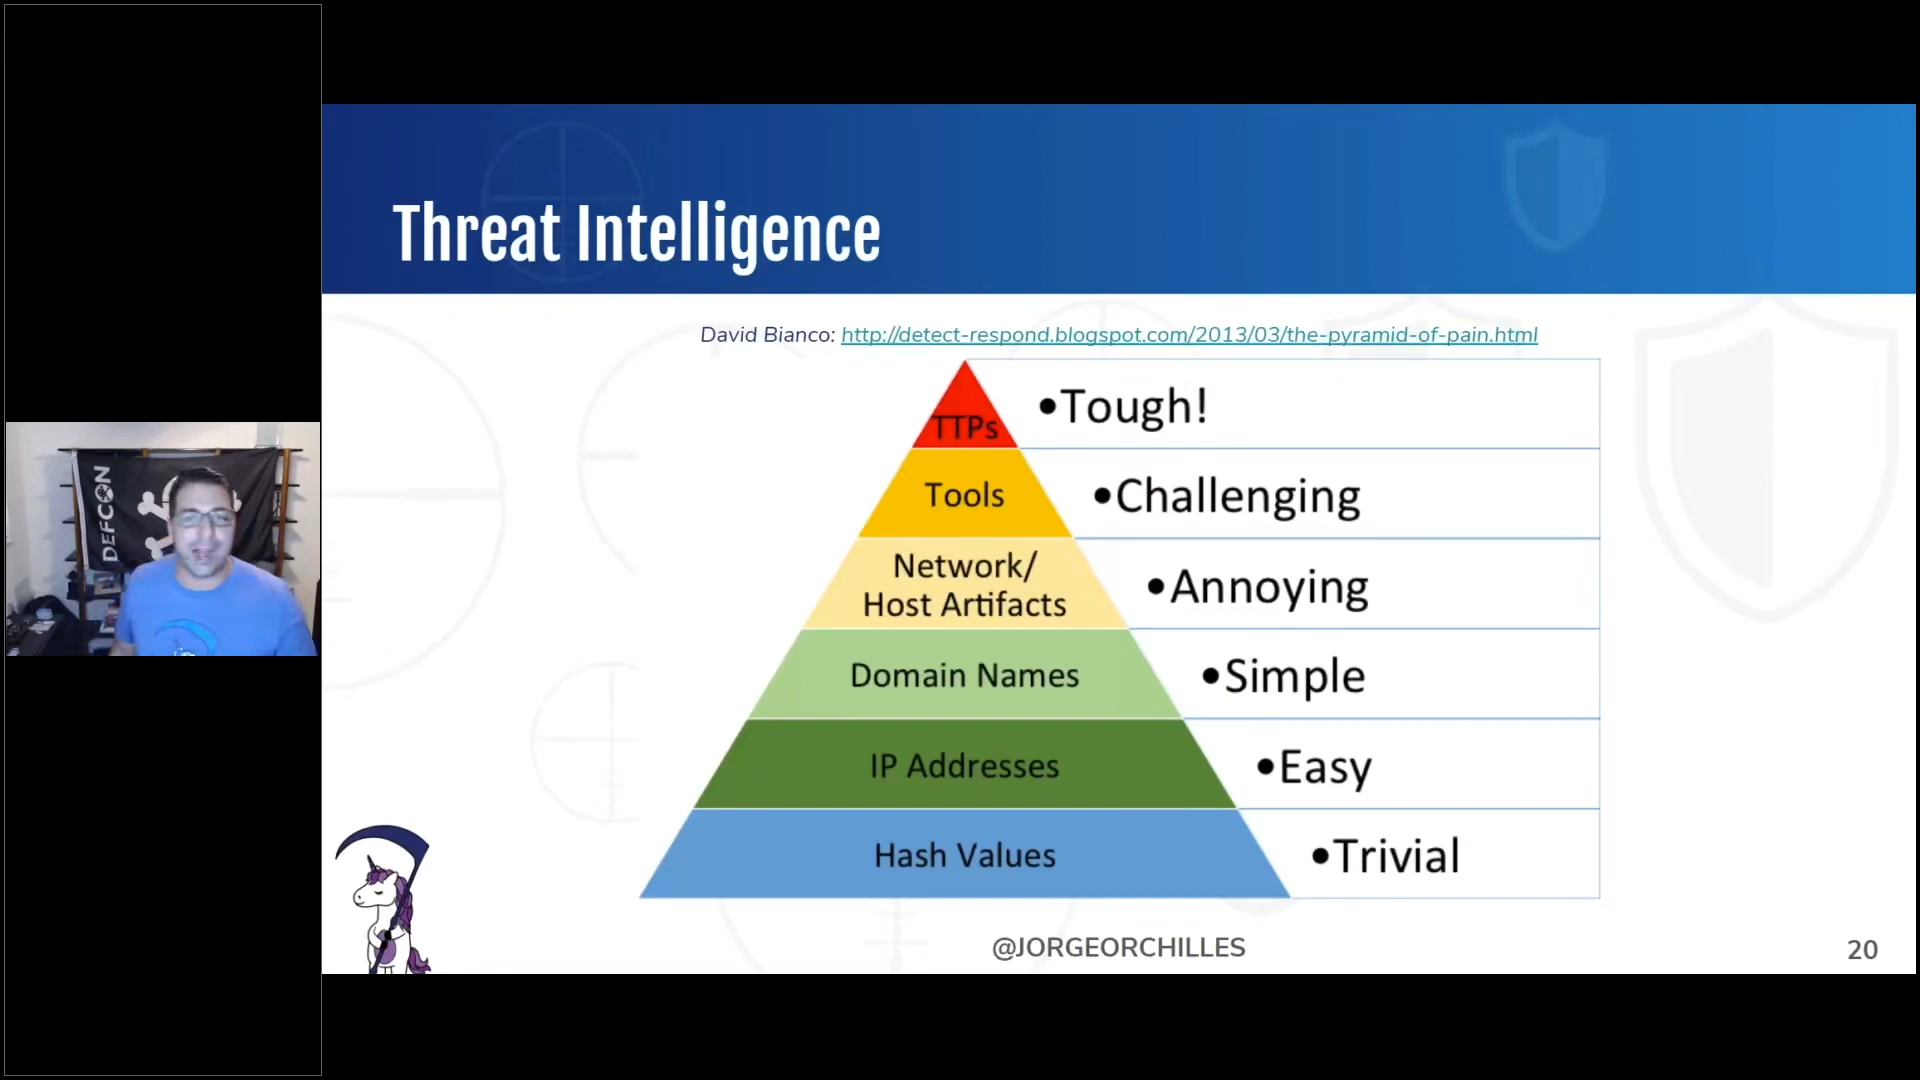 Threat Intelligence
David Bianco: http://detect-respond.blogspot.com/2013/03/the-pyramid-of-pain.html
TTPs
•Tough!
Tools
•Challenging
Network/
Host Artifacts
•Annoying
Domain Names
•Simple
IP Addresses
•Easy
Hash Values
•Trivial
DEFCON
@JORGEORCHILLES
20